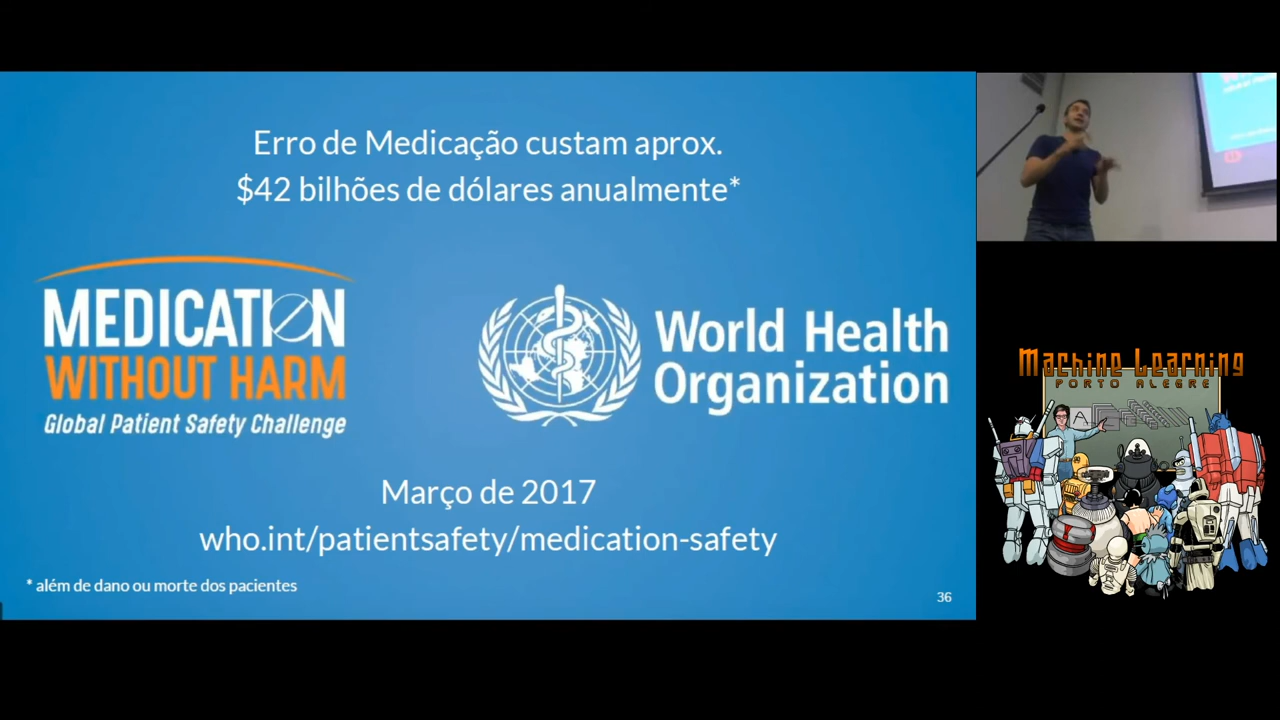 Erro de Medicação custam aprox.
$42 bilhões de dólares anualmente*
MEDICATION
WITHOUT HARM
Global Patient Safety Challenge
World Health
Organization
Março de 2017
who.int/patientsafety/medication-safety
* além de dano ou morte dos pacientes
36
Machine Learning
PORTO ALEGRE
A